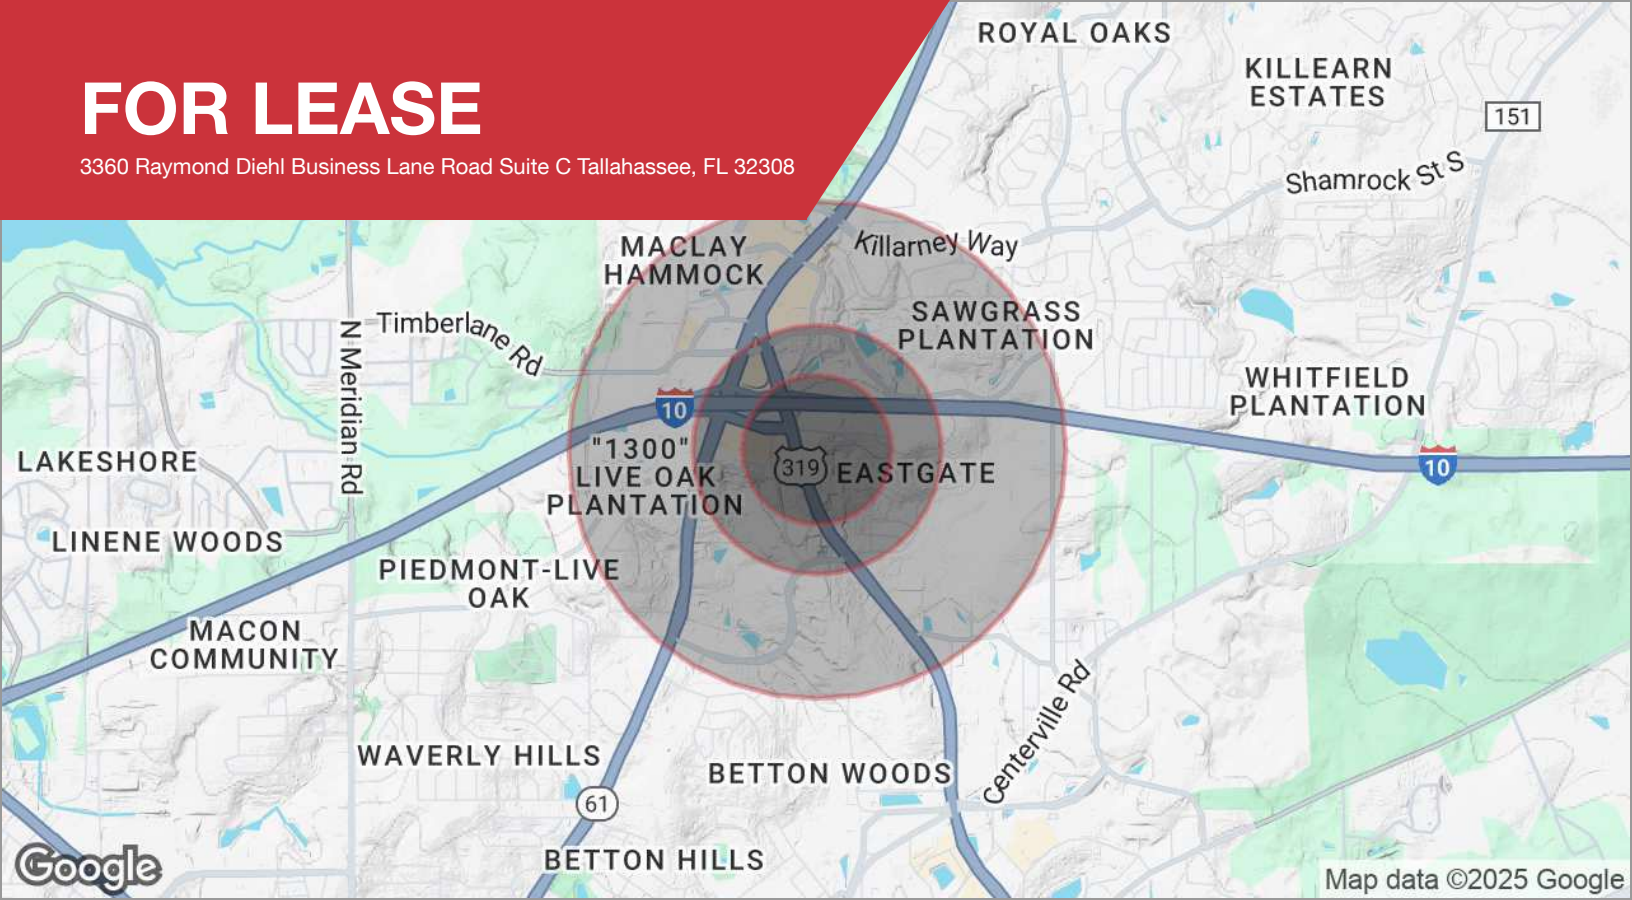 FOR LEASE
3360 Raymond Diehl Business Lane Road Suite C Tallahassee, FL 32308
ROYAL OAKS
KILLEARN
ESTATES
151
Shamrock St S
Killarney Way
MACLAY
HAMMOCK
SAWGRASS
PLANTATION
Timberlane Rd
N Meridian Rd
WHITFIELD
PLANTATION
10
"1300"
LIVE OAK
PLANTATION
319
EASTGATE
10
LAKESHORE
LINENE WOODS
PIEDMONT-LIVE
OAK
MACON
COMMUNITY
Centerville Rd
WAVERLY HILLS
BETTON WOODS
61
BETTON HILLS
Google
Map data ©2025 Google